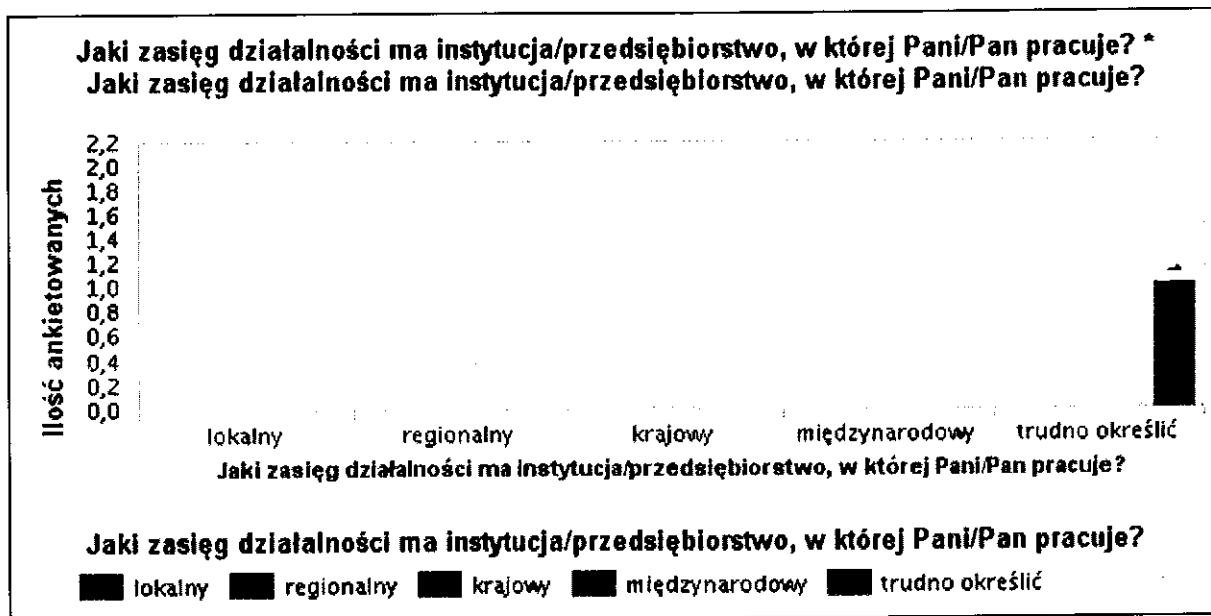 Jaki zasięg działalności ma instytucja/przedsiębiorstwo, w której Pani/Pan pracuje? *
Jaki zasięg działalności ma instytucja/przedsiębiorstwo, w której Pani/Pan pracuje?
Ilość ankietowanych
2,2
2,0
1,8
1,6
1,4
1,2
1,0
0,8
0,6
0,4
0,2
0,0
lokalny regionalny krajowy międzynarodowy trudno określić
Jaki zasięg działalności ma instytucja/przedsiębiorstwo, w której Pani/Pan pracuje?
Jaki zasięg działalności ma instytucja/przedsiębiorstwo, w której Pani/Pan pracuje?
lokalny regionalny krajowy międzynarodowy trudno określić